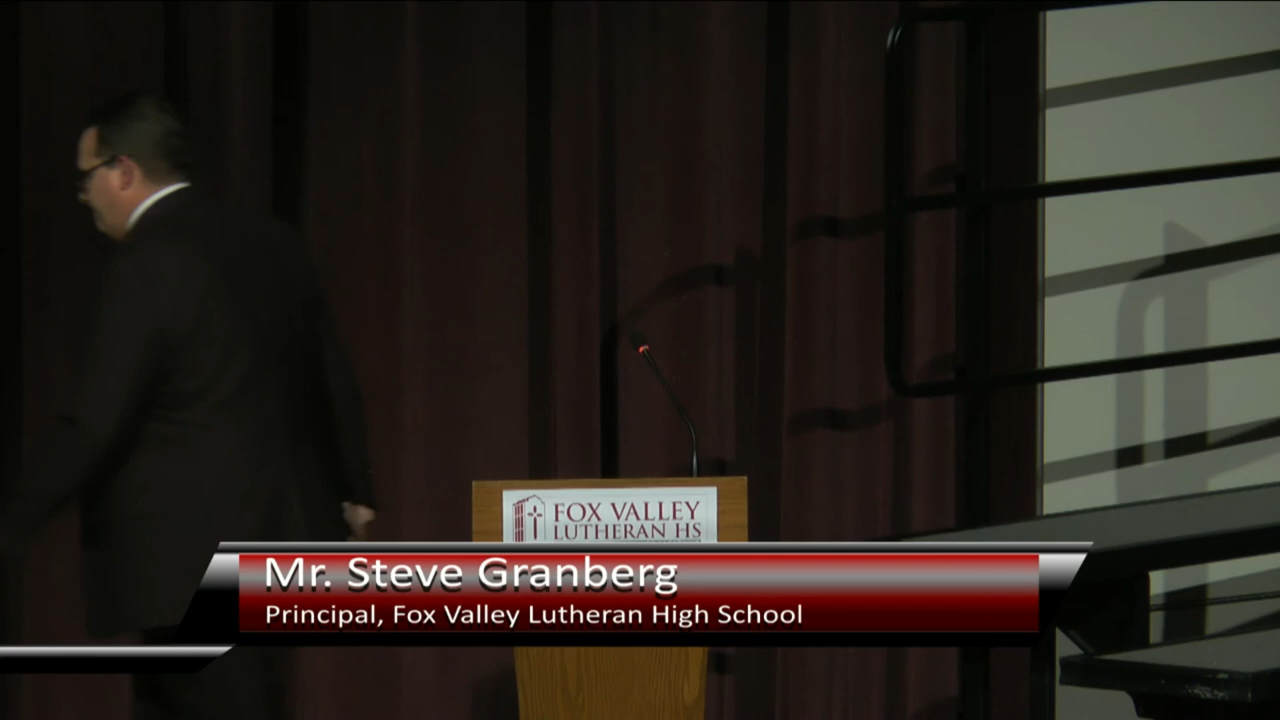 FOX VALLEY
LUTHERAN HS
Mr. Steve Granberg
Principal, Fox Valley Lutheran High School